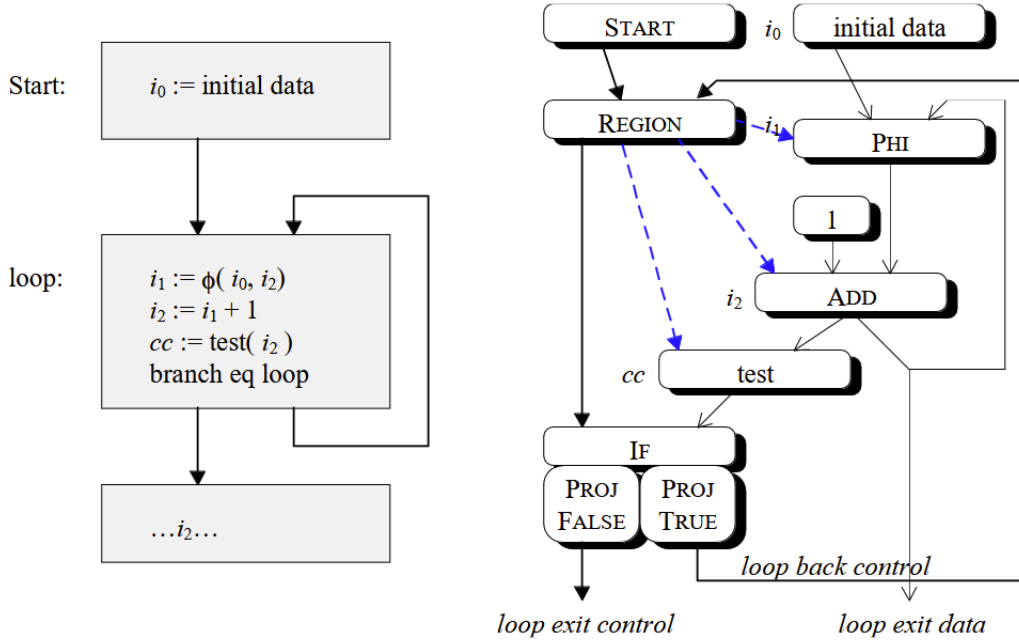 Start:
i₀ := initial data
loop:
i₁ := ϕ( i₀, i₂)
i₂ := i₁ + 1
cc := test( i₂ )
branch eq loop
…i₂…
START
i₀
initial data
REGION
i₁
PHI
1
i₂
ADD
cc
test
IF
PROJ
FALSE
PROJ
TRUE
loop back control
loop exit control
loop exit data